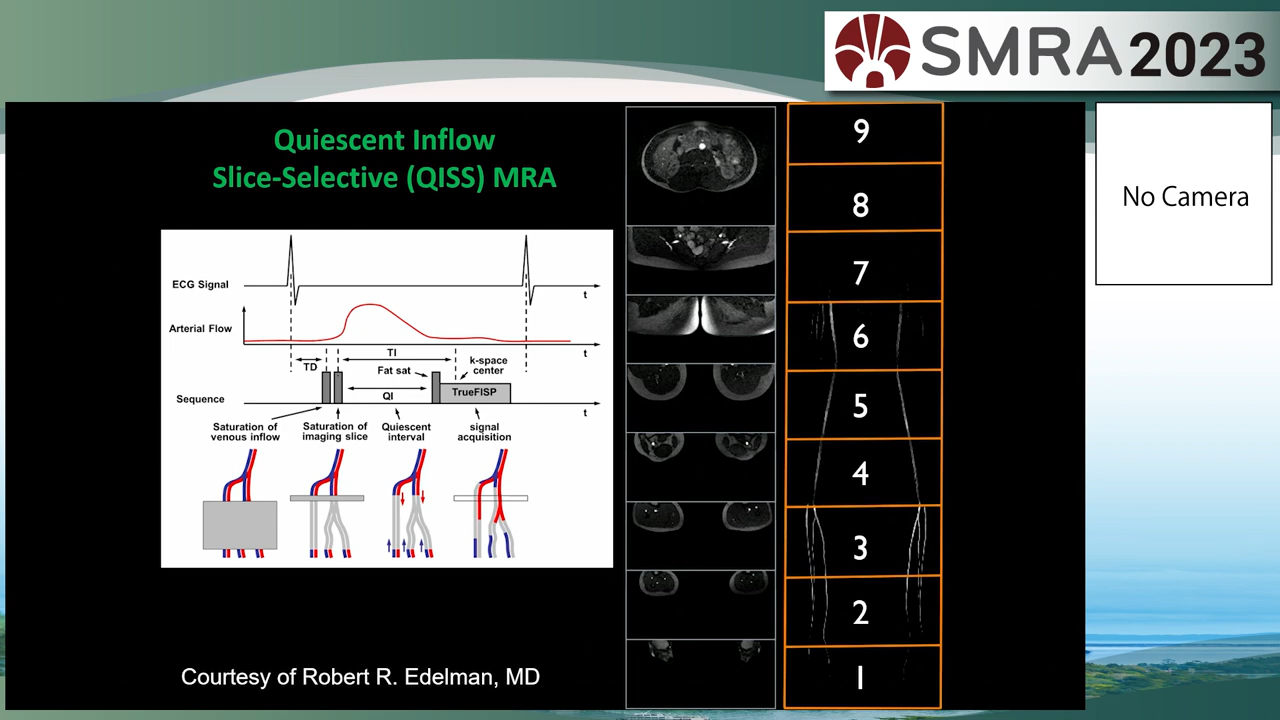 SMRA 2023
Quiescent Inflow
Slice-Selective (QISS) MRA
No Camera
ECG Signal
t
Arterial Flow
t
TI
TD
Fat sat
k-space
center
QI
TrueFISP
Sequence
t
Saturation of
venous inflow
Saturation of
imaging slice
Quiescent
interval
signal
acquisition
9
8
7
6
5
4
3
2
1
Courtesy of Robert R. Edelman, MD